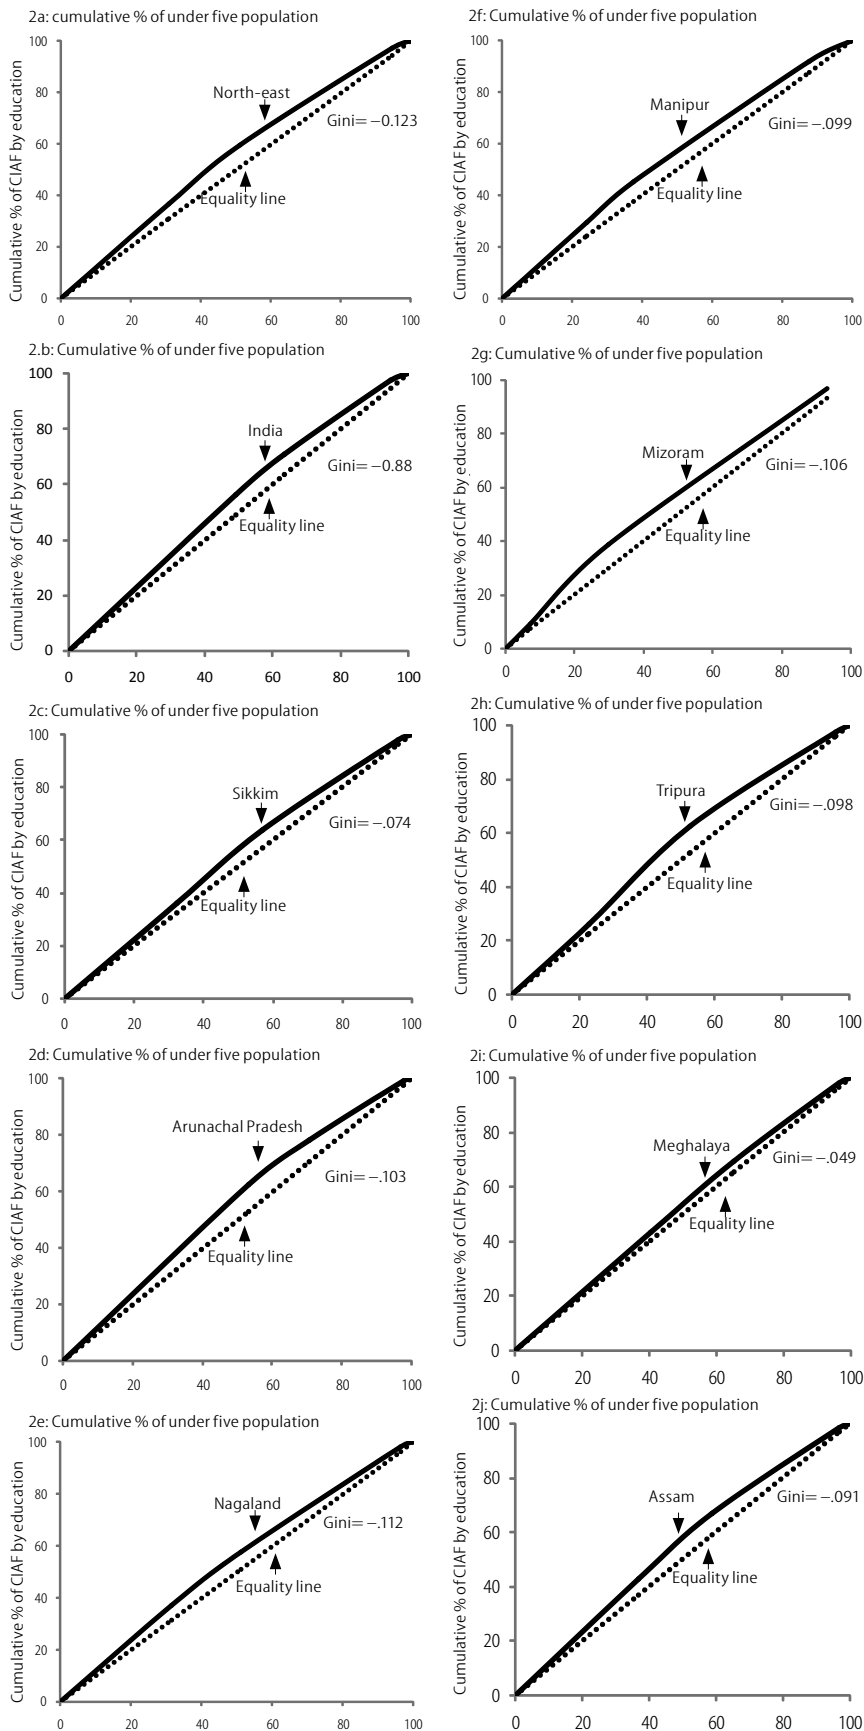 2a: cumulative % of under five population
Cumulative % of CIAF by education
100
80
60
40
20
0
North-east
Gini= −0.123
Equality line
0 20 40 60 80 100
2.b: Cumulative % of under five population
Cumulative % of CIAF by education
100
80
60
40
20
0
India
Gini= −0.88
Equality line
0 20 40 60 80 100
2c: Cumulative % of under five population
Cumulative % of CIAF by education
100
80
60
40
20
0
Sikkim
Gini= −.074
Equality line
0 20 40 60 80 100
2d: Cumulative % of under five population
Cumulative % of CIAF by education
100
80
60
40
20
0
Arunachal Pradesh
Gini= −.103
Equality line
0 20 40 60 80 100
2e: Cumulative % of under five population
Cumulative % of CIAF by education
100
80
60
40
20
0
Nagaland
Gini= −.112
Equality line
0 20 40 60 80 100
2f: Cumulative % of under five population
Cumulative % of CIAF by education
100
80
60
40
20
0
Manipur
Gini= −.099
Equality line
0 20 40 60 80 100
2g: Cumulative % of under five population
Cumulative % of CIAF by education
100
80
60
40
20
0
Mizoram
Gini= −.106
Equality line
0 20 40 60 80 100
2h: Cumulative % of under five population
Cumulative % of CIAF by education
100
80
60
40
20
0
Tripura
Gini= −.098
Equality line
0 20 40 60 80 100
2i: Cumulative % of under five population
Cumulative % of CIAF by education
100
80
60
40
20
0
Meghalaya
Gini= −.049
Equality line
0 20 40 60 80 100
2j: Cumulative % of under five population
Cumulative % of CIAF by education
100
80
60
40
20
0
Assam
Gini= −.091
Equality line
0 20 40 60 80 100